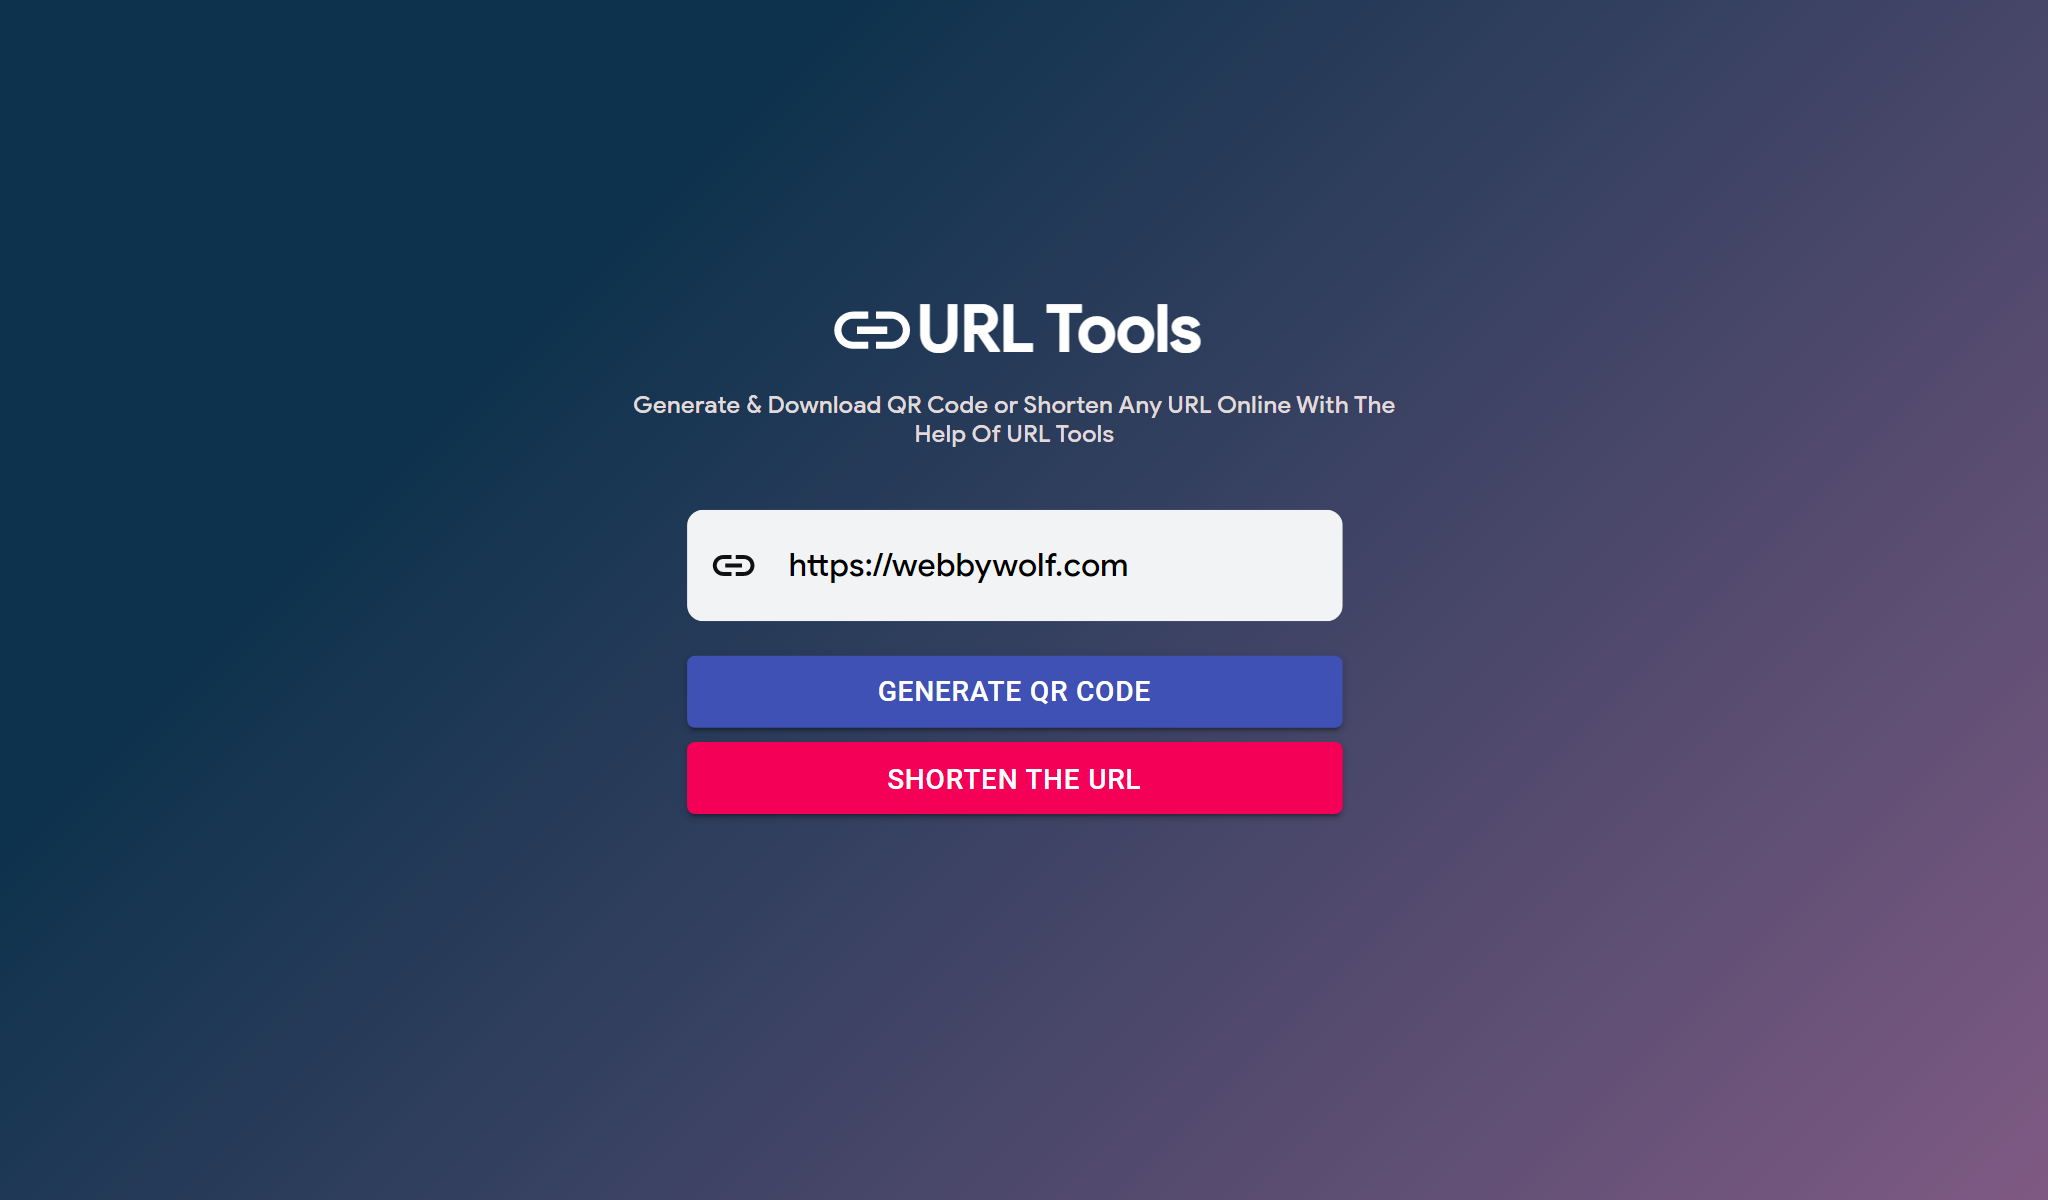 URL Tools
Generate & Download QR Code or Shorten Any URL Online With The
Help Of URL Tools
https://webbywolf.com
GENERATE QR CODE
SHORTEN THE URL